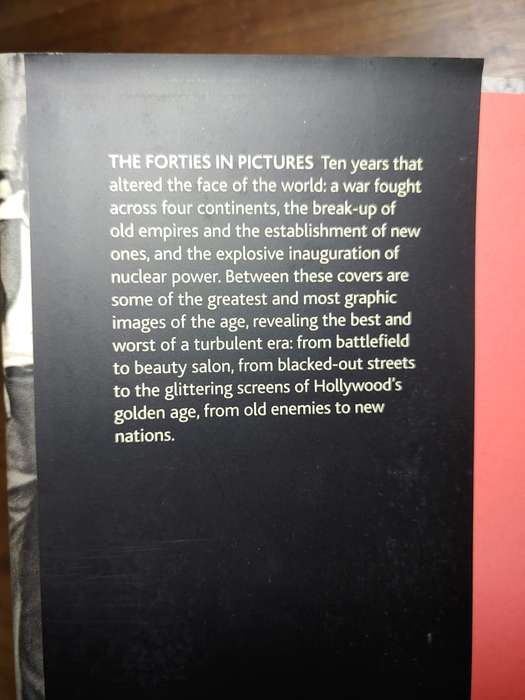 THE FORTIES IN PICTURES Ten years that
altered the face of the world: a war fought
across four continents, the break-up of
old empires and the establishment of new
ones, and the explosive inauguration of
nuclear power. Between these covers are
some of the greatest and most graphic
images of the age, revealing the best and
worst of a turbulent era: from battlefield
to beauty salon, from blacked-out streets
to the glittering screens of Hollywood's
golden age, from old enemies to new
nations.